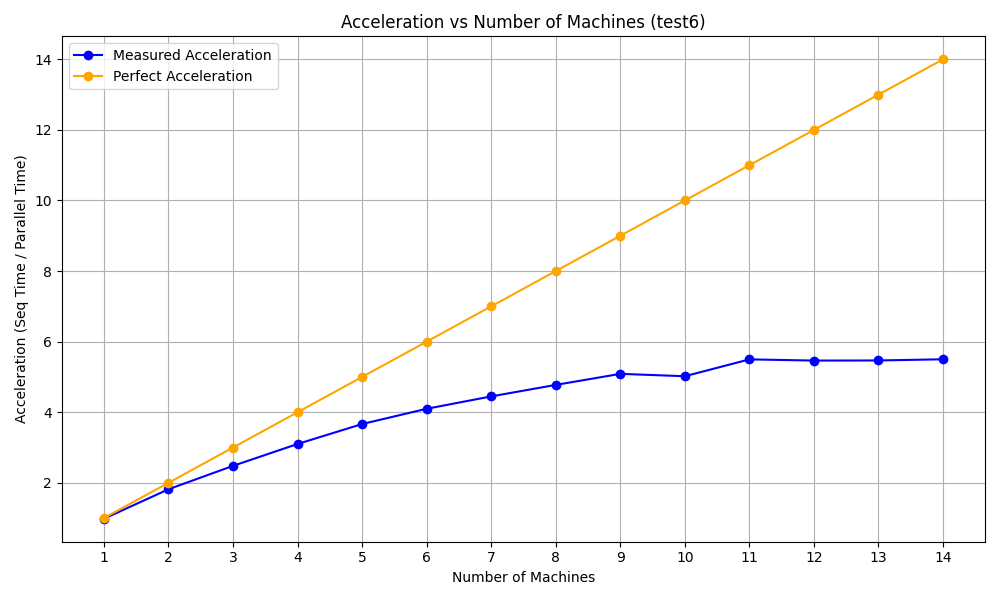 Acceleration vs Number of Machines (test6)
Measured Acceleration
Perfect Acceleration
Acceleration (Seq Time / Parallel Time)
14
12
10
8
6
4
2
1 2 3 4 5 6 7 8 9 10 11 12 13 14
Number of Machines